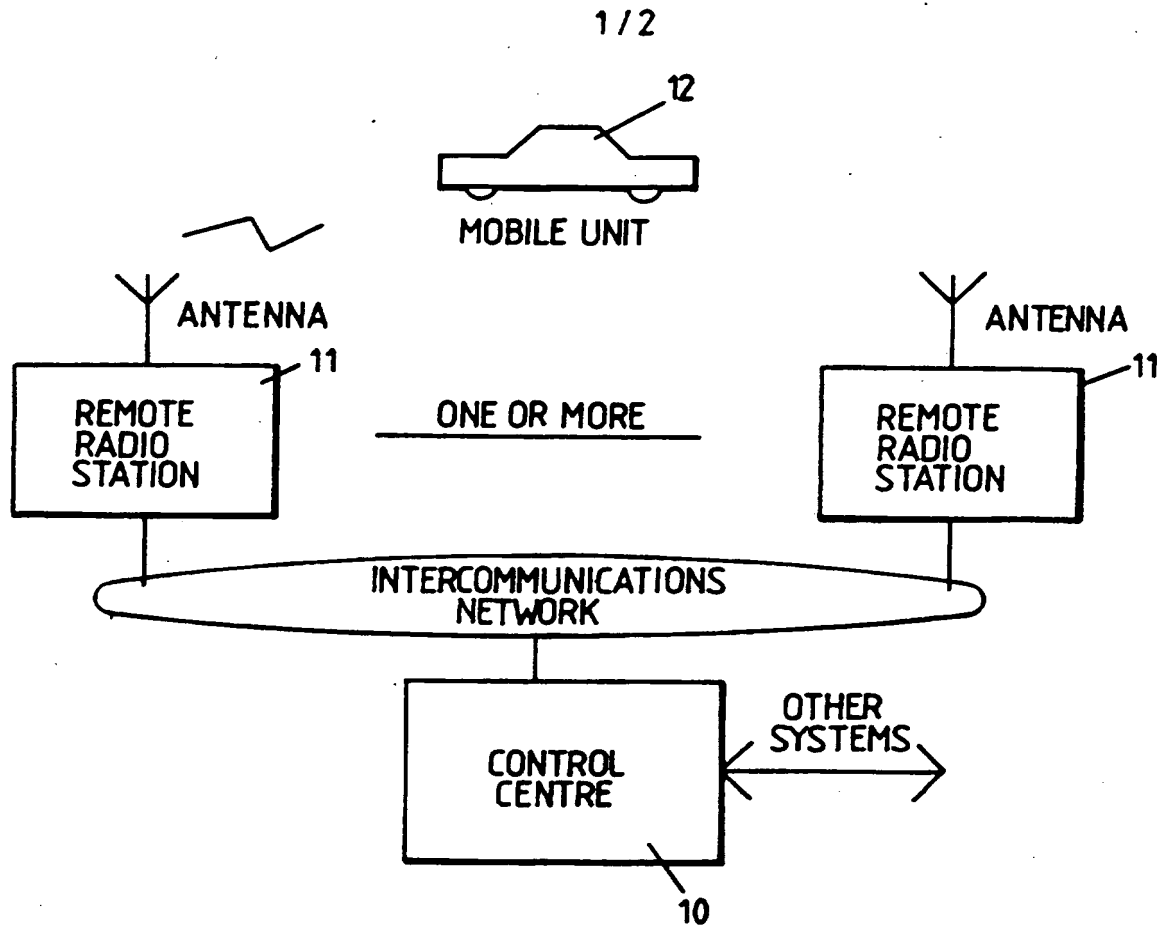 1/2
12
MOBILE UNIT
ANTENNA
ANTENNA
11
11
REMOTE
RADIO
STATION
ONE OR MORE
REMOTE
RADIO
STATION
INTERCOMMUNICATIONS
NETWORK
OTHER
SYSTEMS
CONTROL
CENTRE
10